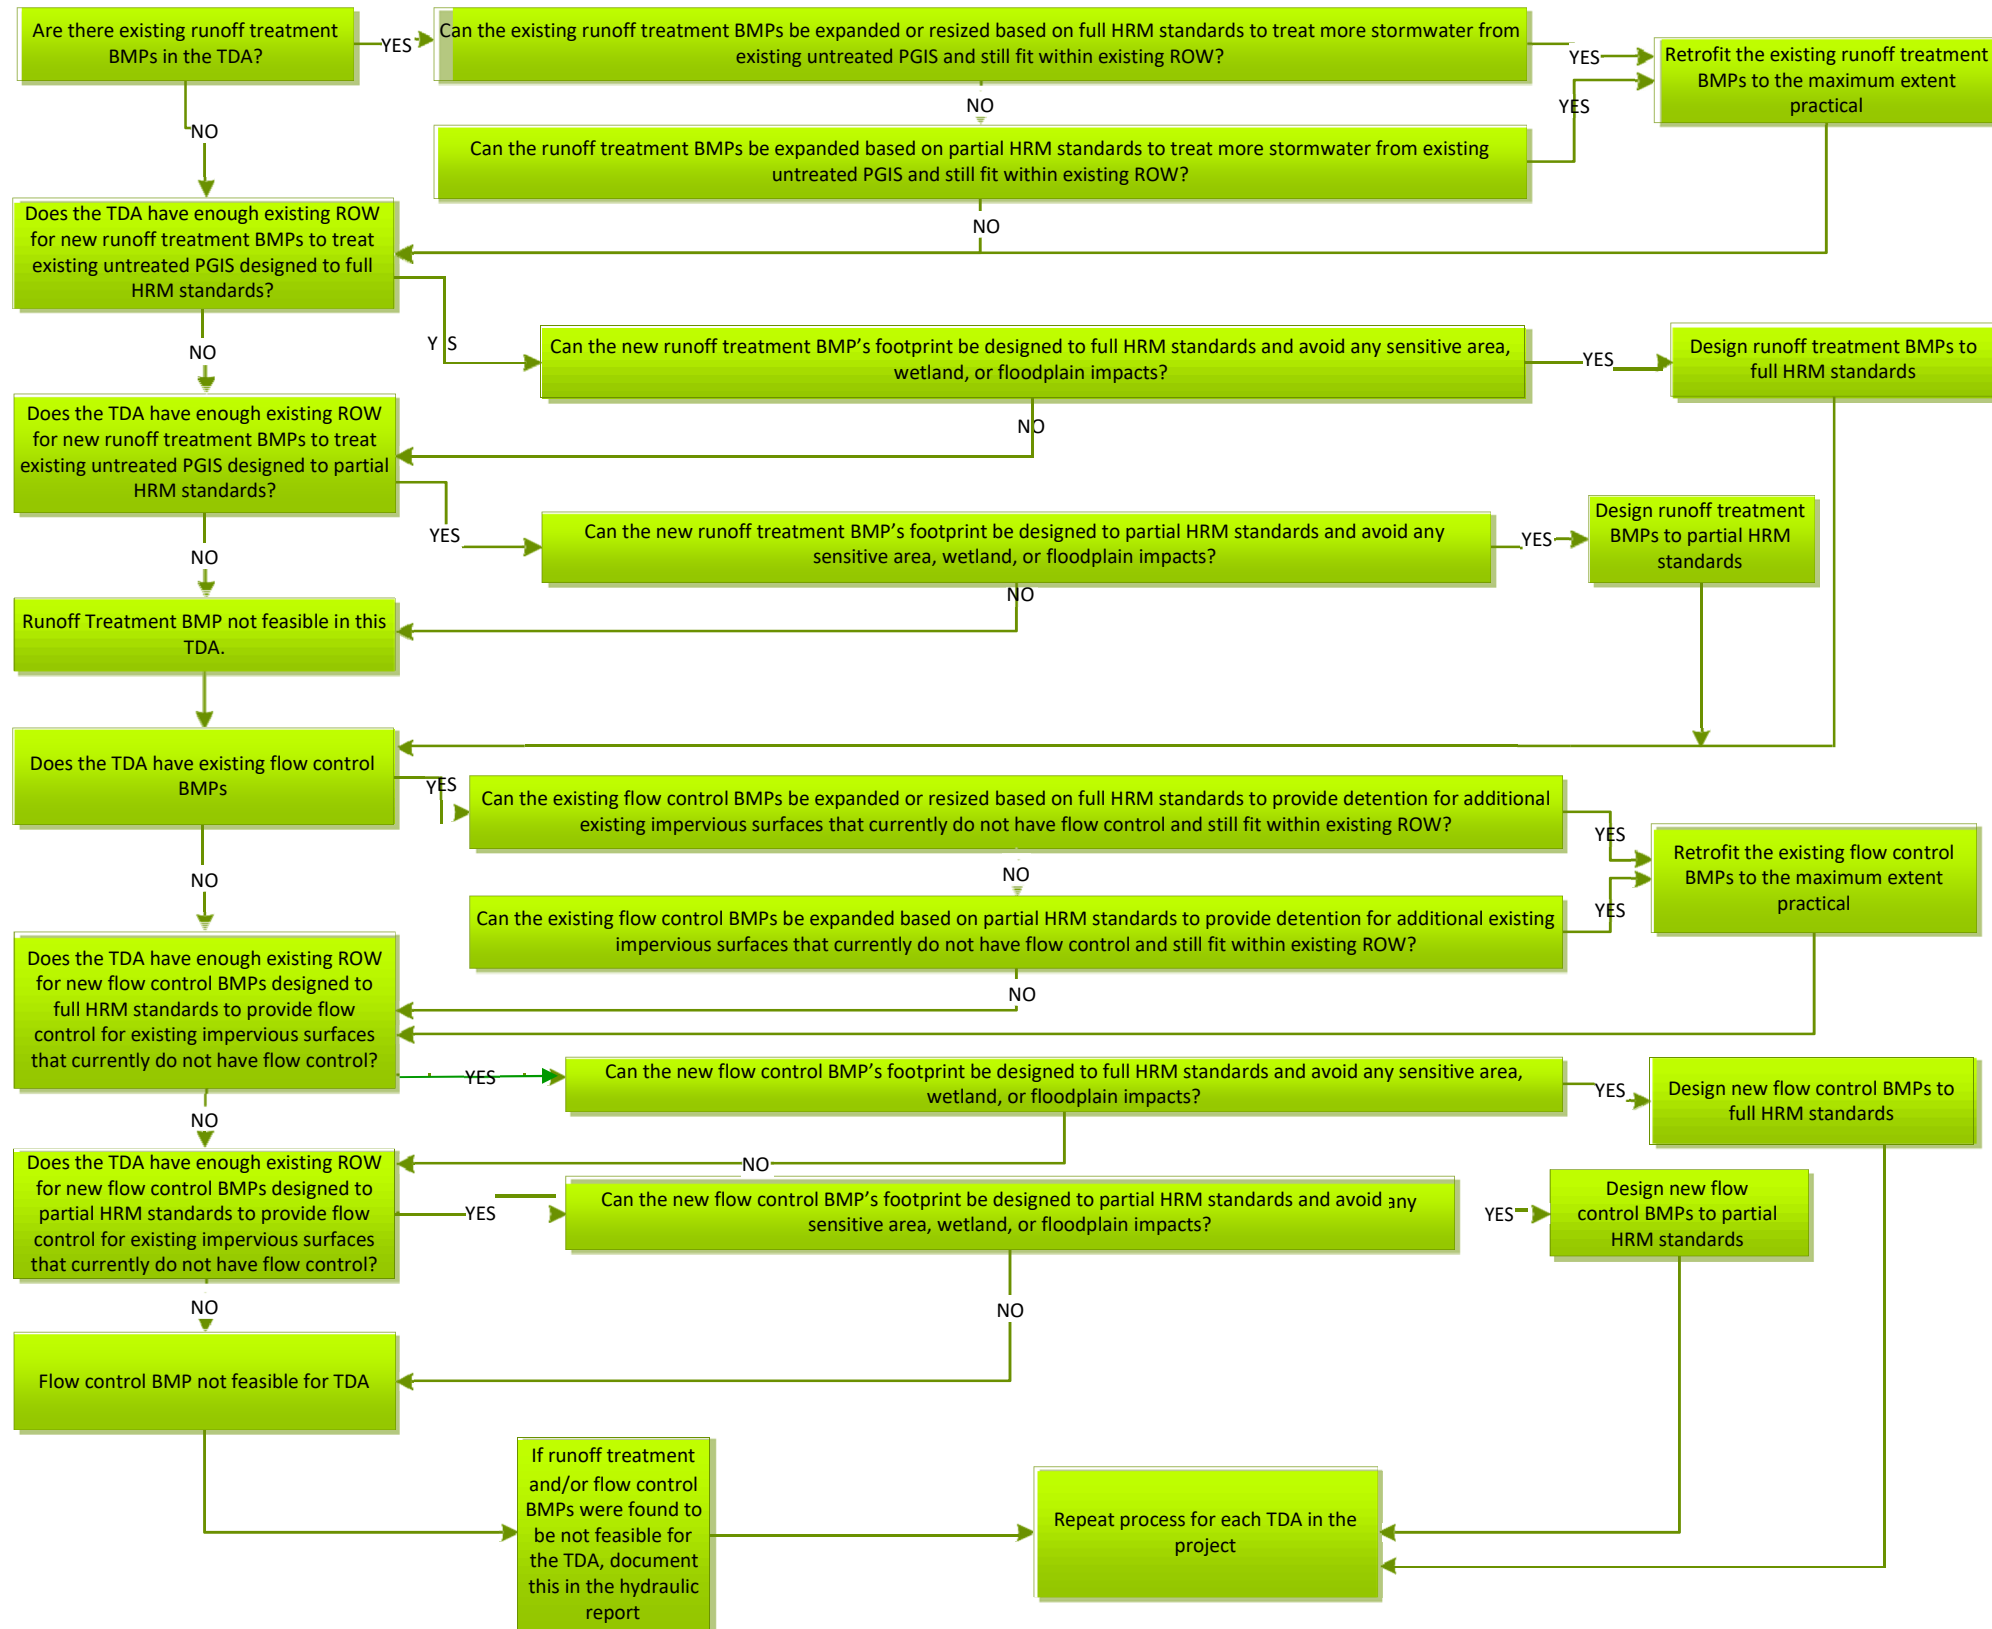 Are there existing runoff treatment
BMPs in the TDA?
YES
Can the existing runoff treatment BMPs be expanded or resized based on full HRM standards to treat more stormwater from
existing untreated PGIS and still fit within existing ROW?
YES
Retrofit the existing runoff treatment
BMPs to the maximum extent
practical
NO
YES
NO
Can the runoff treatment BMPs be expanded based on partial HRM standards to treat more stormwater from existing
untreated PGIS and still fit within existing ROW?
NO
Does the TDA have enough existing ROW
for new runoff treatment BMPs to treat
existing untreated PGIS designed to full
HRM standards?
NO
Y S
Can the new runoff treatment BMP’s footprint be designed to full HRM standards and avoid any sensitive area,
wetland, or floodplain impacts?
YES
Design runoff treatment BMPs to
full HRM standards
NO
Does the TDA have enough existing ROW
for new runoff treatment BMPs to treat
existing untreated PGIS designed to partial
HRM standards?
YES
Can the new runoff treatment BMP’s footprint be designed to partial HRM standards and avoid any
sensitive area, wetland, or floodplain impacts?
YES
Design runoff treatment
BMPs to partial HRM
standards
NO
NO
Runoff Treatment BMP not feasible in this
TDA.
Does the TDA have existing flow control
BMPs
YES
Can the existing flow control BMPs be expanded or resized based on full HRM standards to provide detention for additional
existing impervious surfaces that currently do not have flow control and still fit within existing ROW?
YES
Retrofit the existing flow control
BMPs to the maximum extent
practical
NO
NO
Can the existing flow control BMPs be expanded based on partial HRM standards to provide detention for additional existing
impervious surfaces that currently do not have flow control and still fit within existing ROW?
YES
NO
Does the TDA have enough existing ROW
for new flow control BMPs designed to
full HRM standards to provide flow
control for existing impervious surfaces
that currently do not have flow control?
YES
Can the new flow control BMP’s footprint be designed to full HRM standards and avoid any sensitive area,
wetland, or floodplain impacts?
YES
Design new flow control BMPs to
full HRM standards
NO
NO
Does the TDA have enough existing ROW
for new flow control BMPs designed to
partial HRM standards to provide flow
control for existing impervious surfaces
that currently do not have flow control?
YES
Can the new flow control BMP’s footprint be designed to partial HRM standards and avoid any
sensitive area, wetland, or floodplain impacts?
YES
Design new flow
control BMPs to partial
HRM standards
NO
NO
Flow control BMP not feasible for TDA
If runoff treatment
and/or flow control
BMPs were found to
be not feasible for
the TDA, document
this in the hydraulic
report
Repeat process for each TDA in the
project